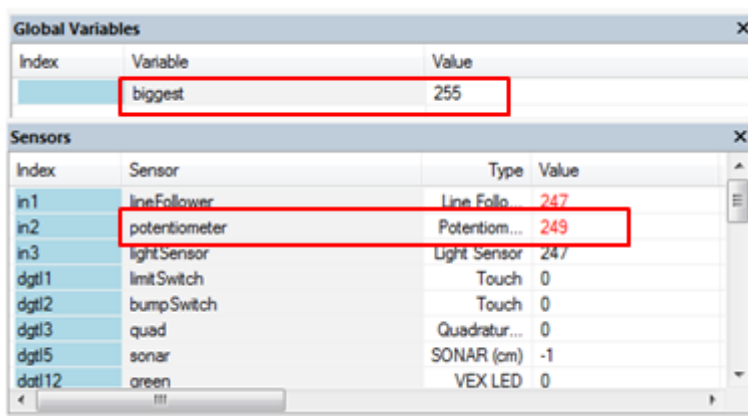 Global Variables
Index Variable Value
biggest 255
Sensors
Index Sensor Type Value
in1 lineFollower Line Follo... 247
in2 potentiometer Potentiom... 249
in3 lightSensor Light Sensor 247
dgtl1 limitSwitch Touch 0
dgtl2 bumpSwitch Touch 0
dgtl3 quad Quadratur... 0
dgtl5 sonar SONAR (cm) -1
dgtl12 green VEX LED 0